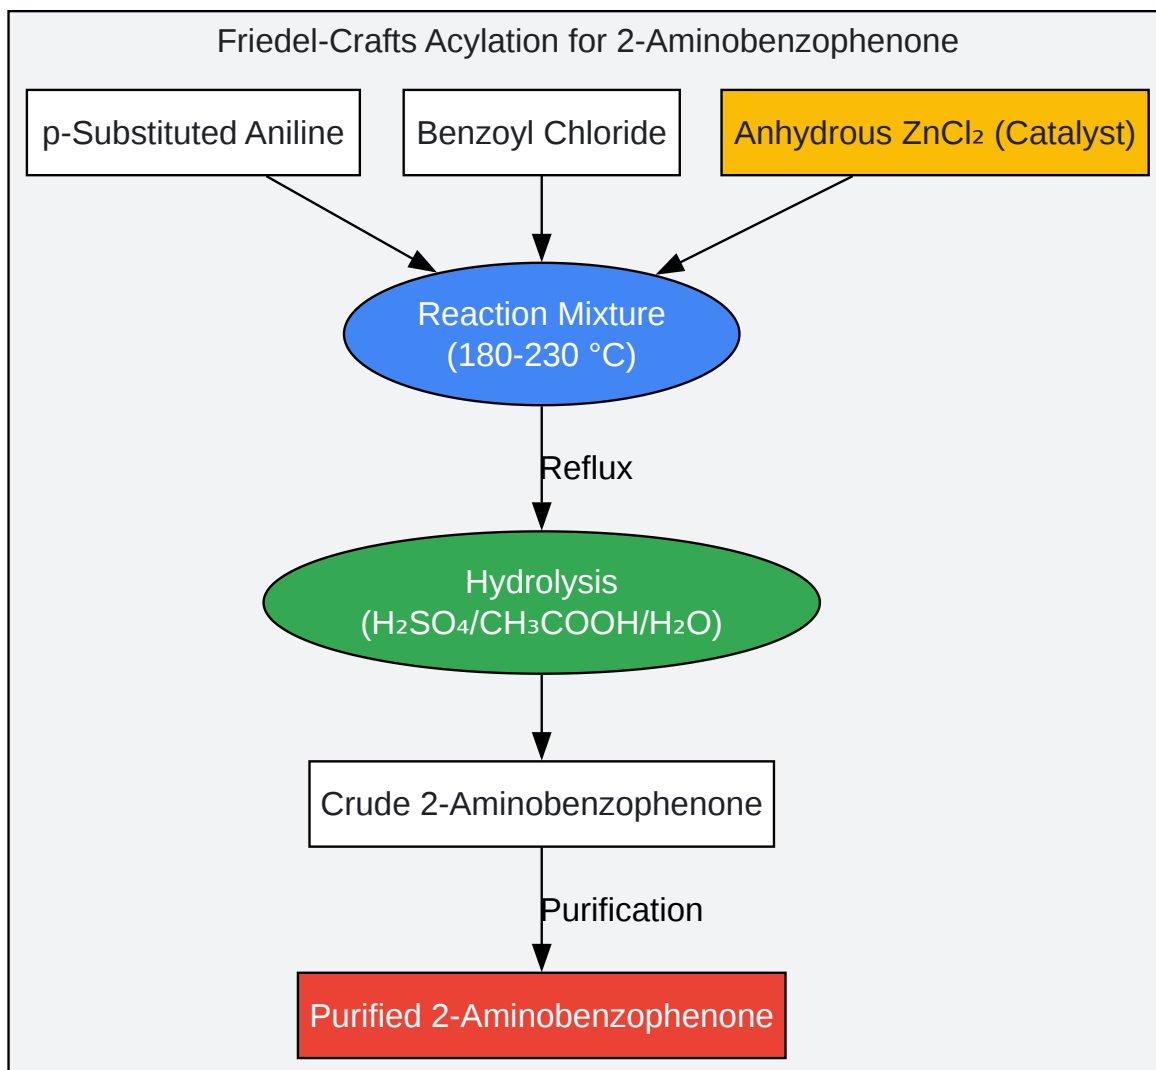 Friedel-Crafts Acylation for 2-Aminobenzophenone
p-Substituted Aniline
Benzoyl Chloride
Anhydrous ZnCl₂ (Catalyst)
Reaction Mixture
(180-230 °C)
Reflux
Hydrolysis
(H₂SO₄/CH₃COOH/H₂O)
Crude 2-Aminobenzophenone
Purification
Purified 2-Aminobenzophenone